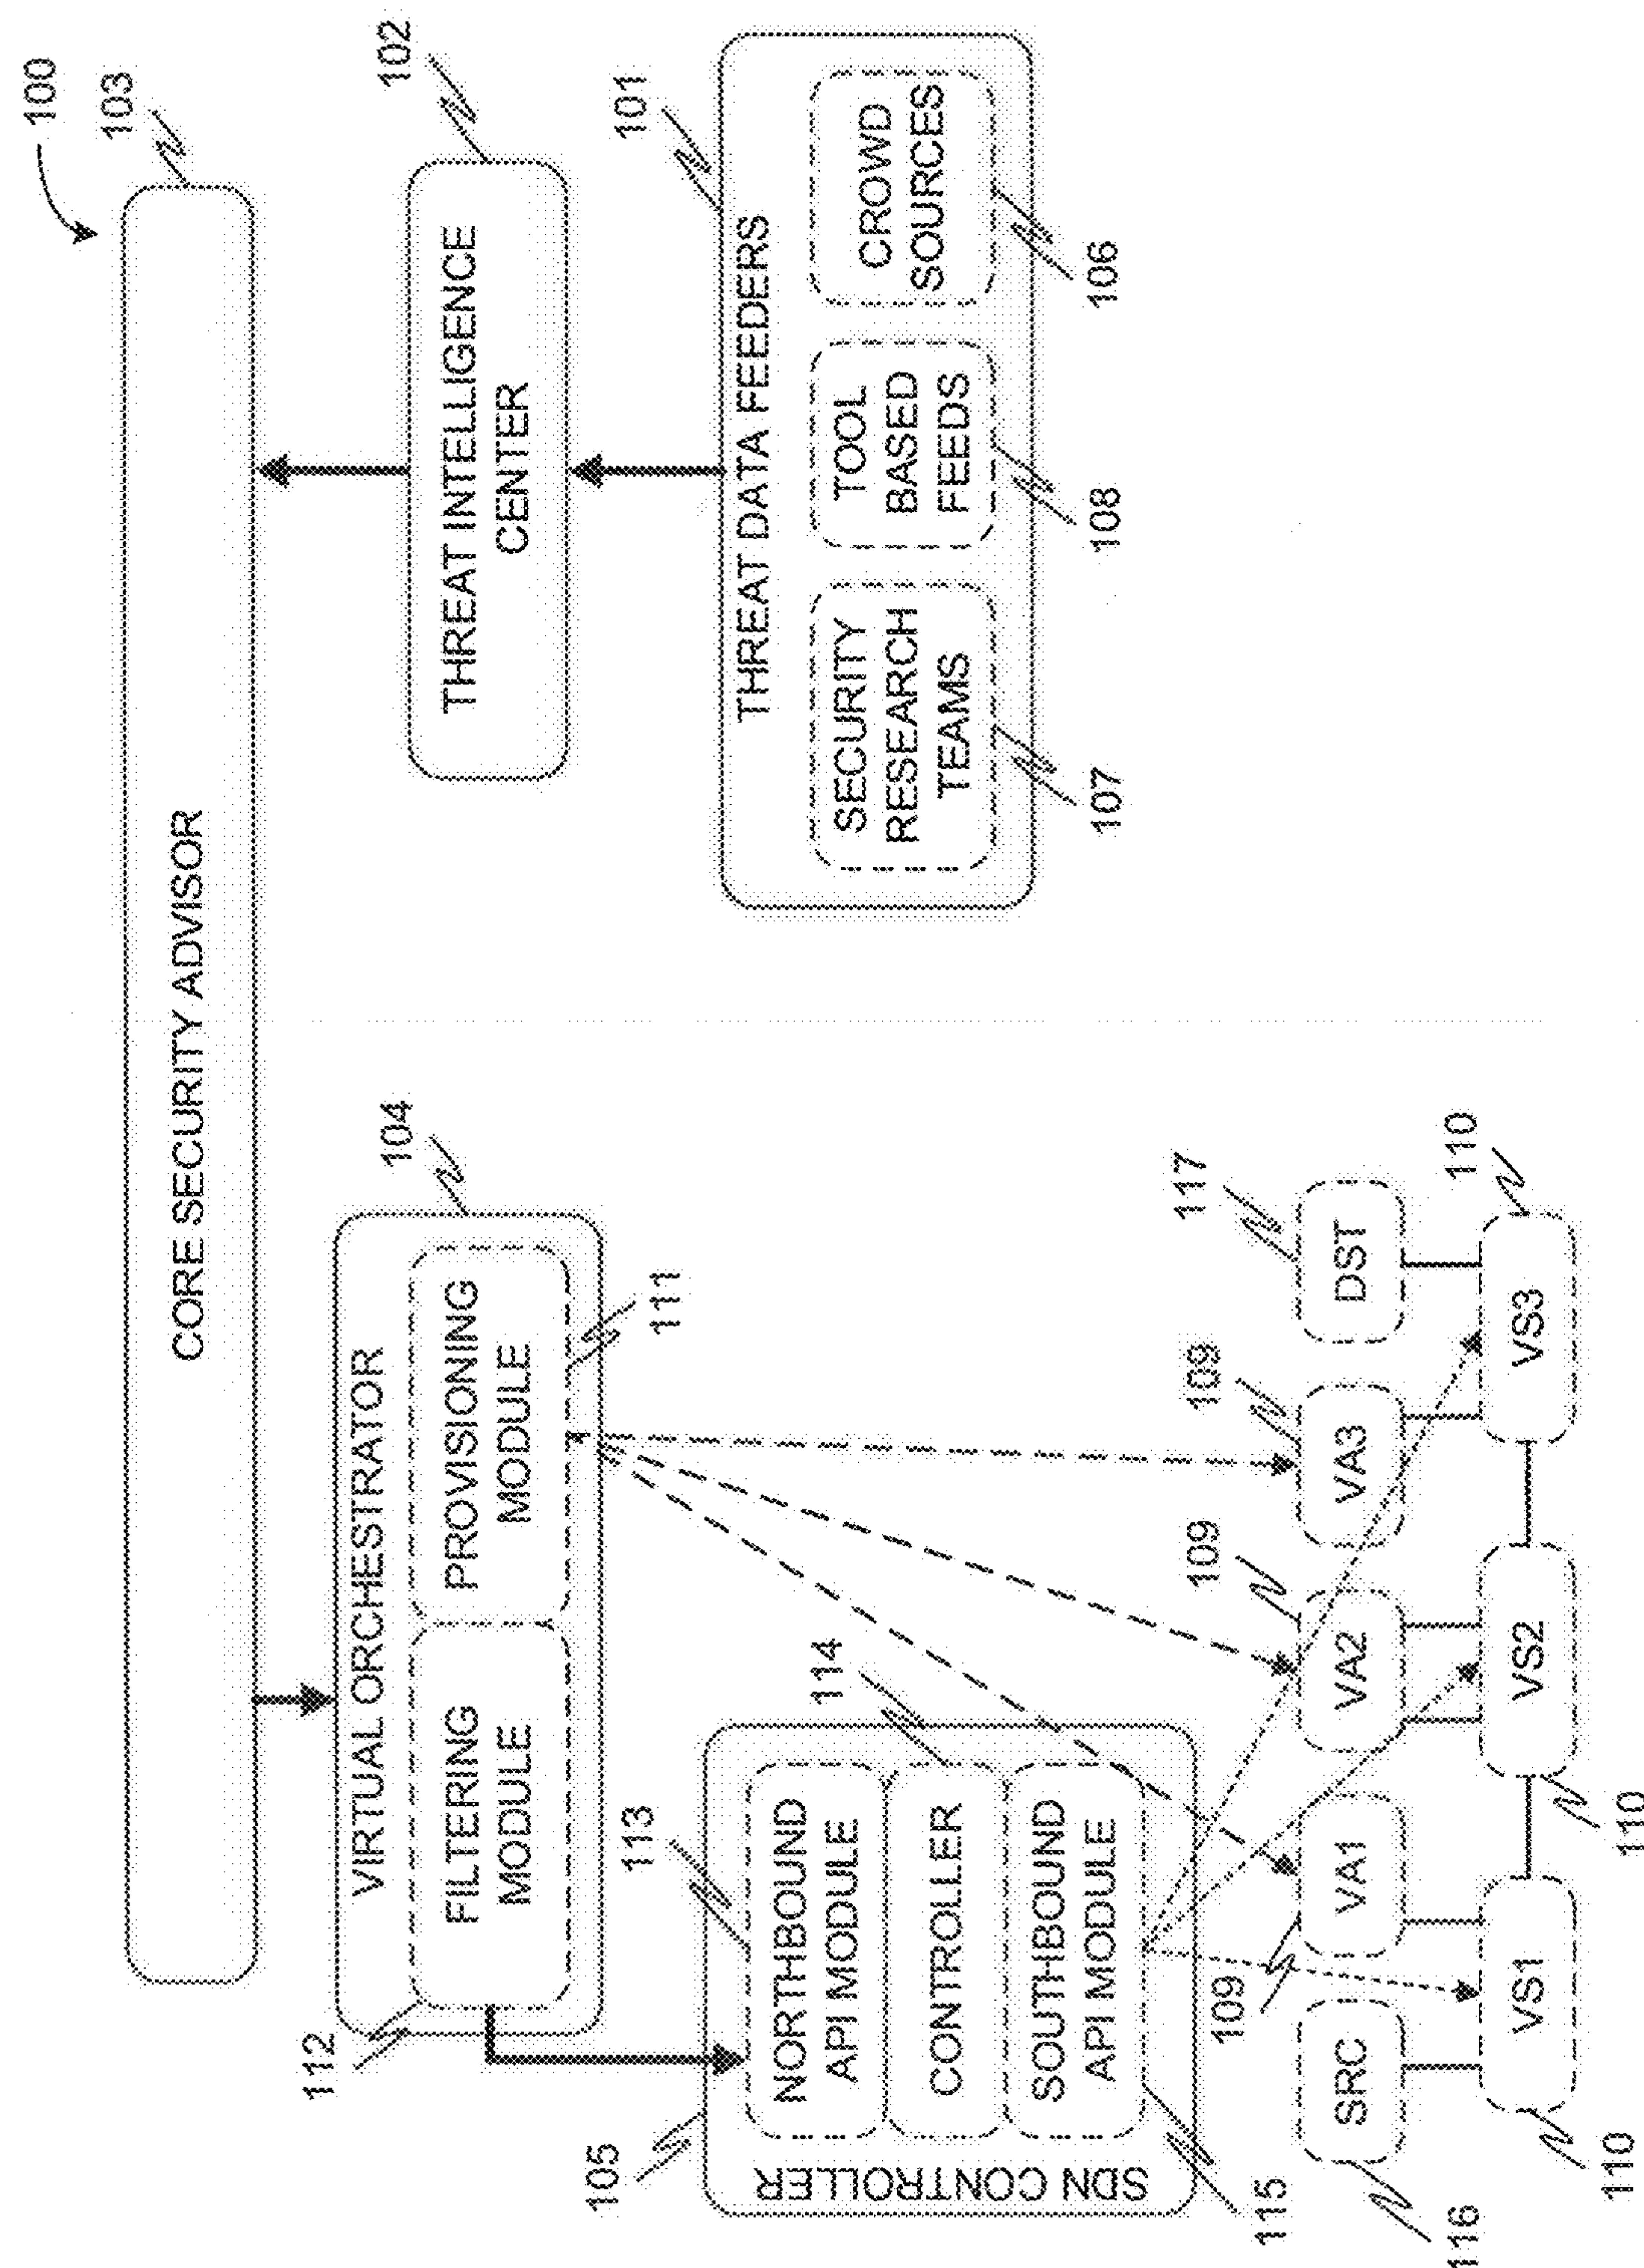 100
103
CORE SECURITY ADVISOR
102
THREAT INTELLIGENCE
CENTER
101
THREAT DATA FEEDERS
SECURITY
RESEARCH
TEAMS
TOOL
BASED
FEEDS
CROWD
SOURCES
107
108
106
104
VIRTUAL ORCHESTRATOR
FILTERING
MODULE
PROVISIONING
MODULE
112
111
113
114
105
SDN CONTROLLER
NORTHBOUND
API MODULE
CONTROLLER
SOUTHBOUND
API MODULE
115
109
109
109
117
116
SRC
VA1
VA2
VA3
DST
110
VS1
VS2
VS3
110
110